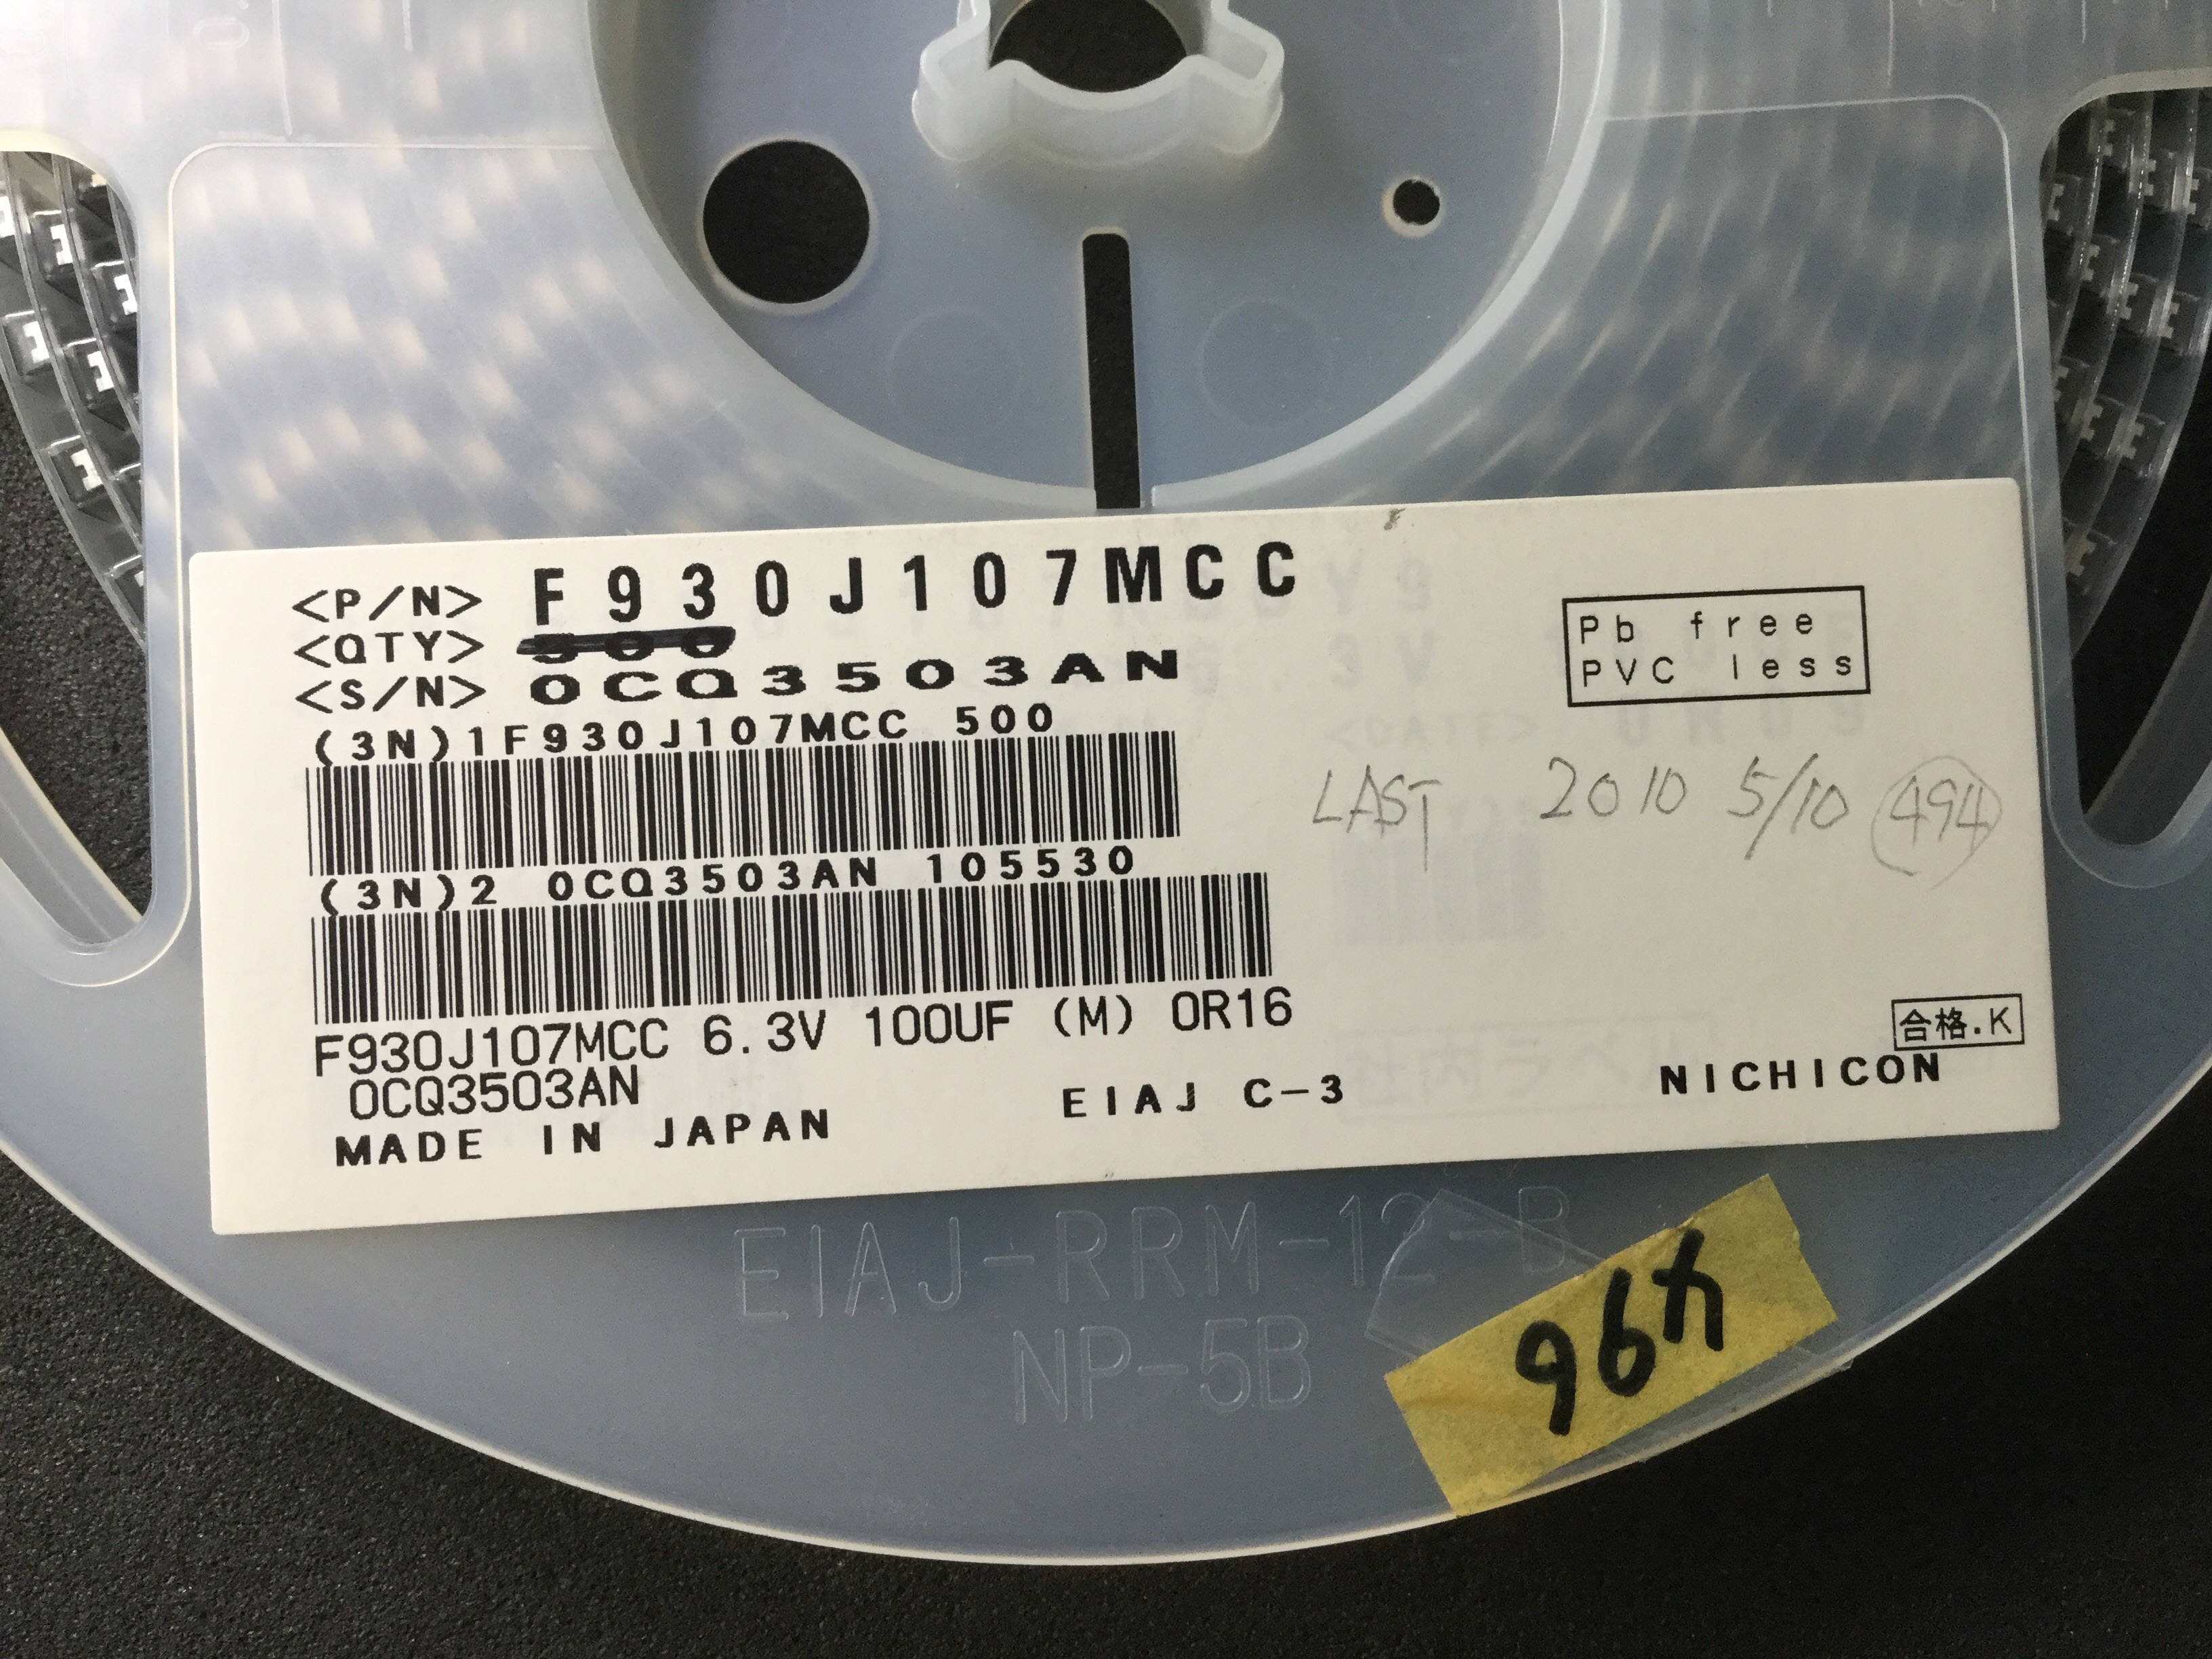 <P/N> F930J107MCC
<QTY> 500
<S/N> 0CQ3503AN
(3N)1F930J107MCC 500
(3N)2 0CQ3503AN 105530
F930J107MCC 6.3V 100UF (M) 0R16
0CQ3503AN
MADE IN JAPAN
EIAJ C-3
Pb free
PVC less
LAST 2010 5/10 494
合格.K
NICHICON
EIAJ-RRM-12-B
NP-5B